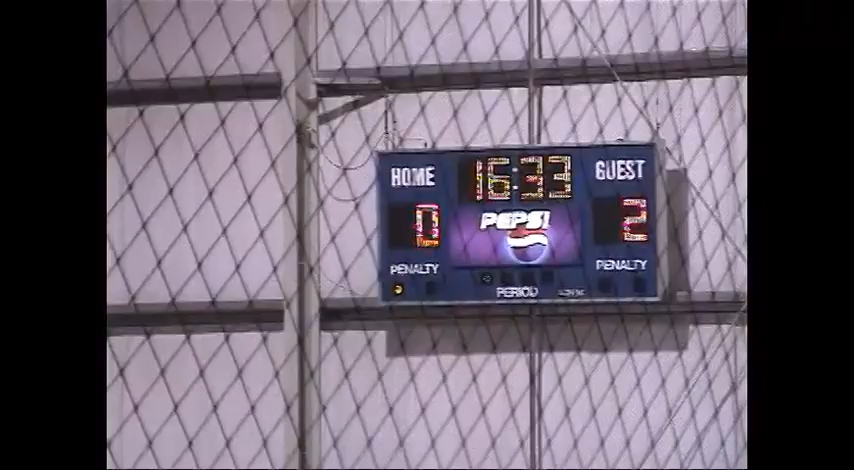 HOME 16:33 GUEST
0 PEPSI 2
PENALTY PENALTY
PERIOD